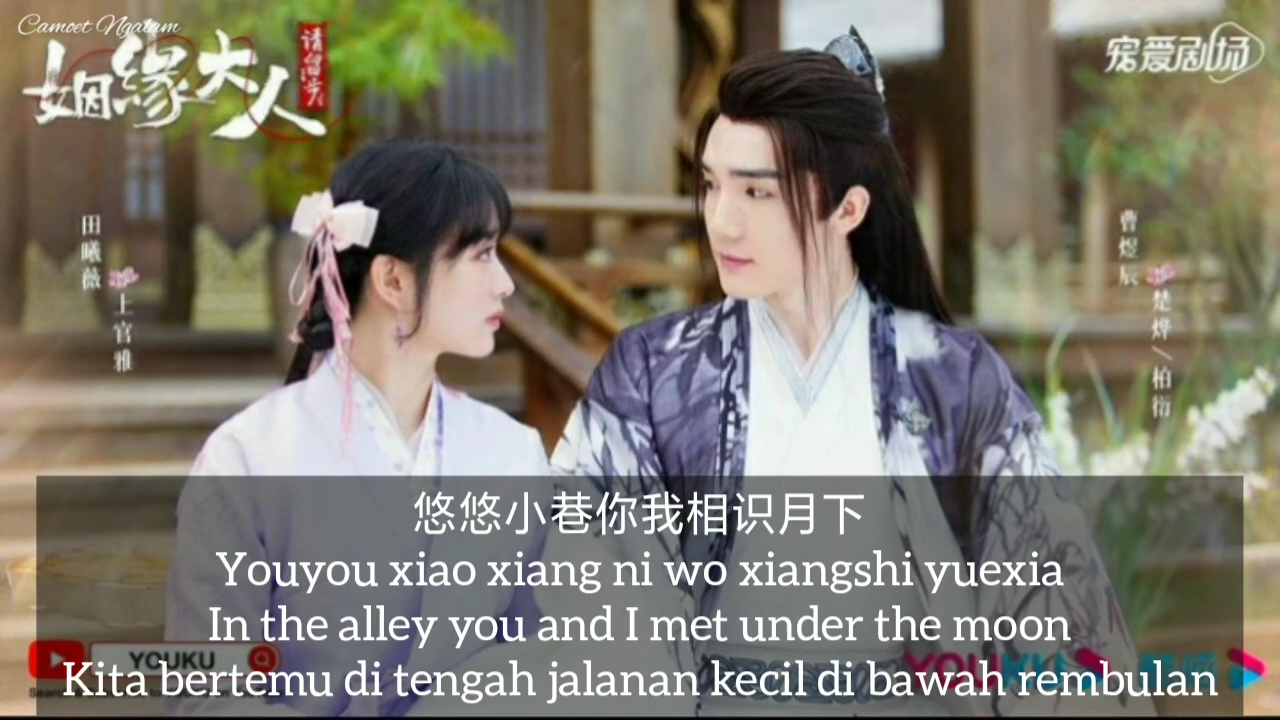 Camoet Ngalam
姻缘大人
请留步
宠爱剧场
田曦薇
上官雅
曹煜辰
楚烨/柏衍
悠悠小巷你我相识月下
Youyou xiao xiang ni wo xiangshi yuexia
In the alley you and I met under the moon
YOUKU
YOUKU
Kita bertemu di tengah jalanan kecil di bawah rembulan